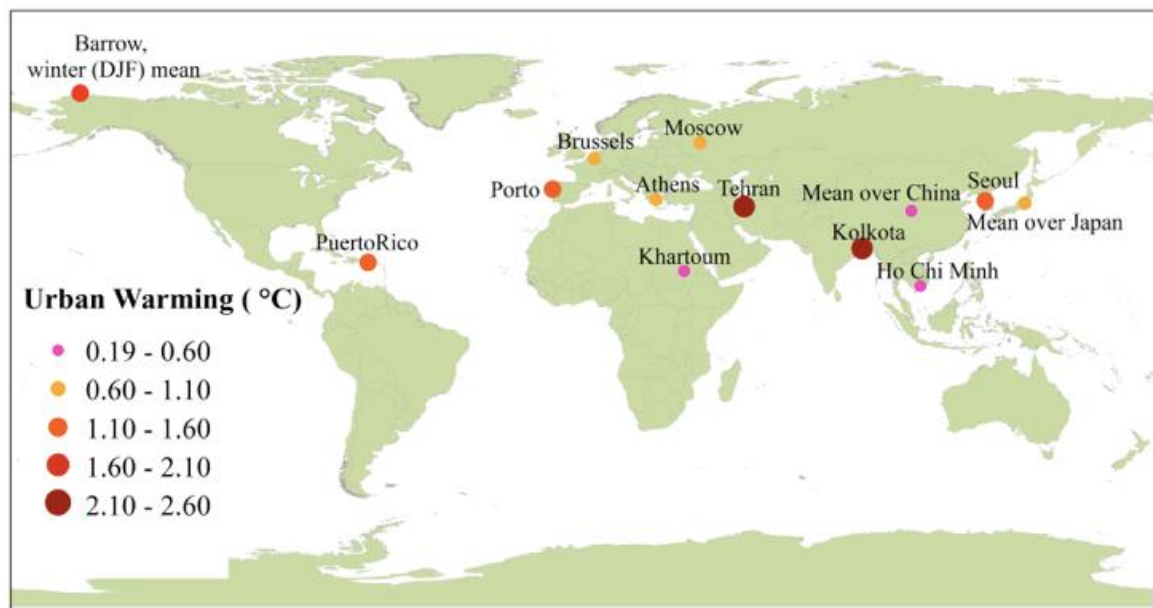 Barrow,
winter (DJF) mean
Moscow
Brussels
Porto
Athens
Tehran
Mean over China
Seoul
Mean over Japan
Kolkota
PuertoRico
Khartoum
Ho Chi Minh
Urban Warming ( °C)
0.19 - 0.60
0.60 - 1.10
1.10 - 1.60
1.60 - 2.10
2.10 - 2.60